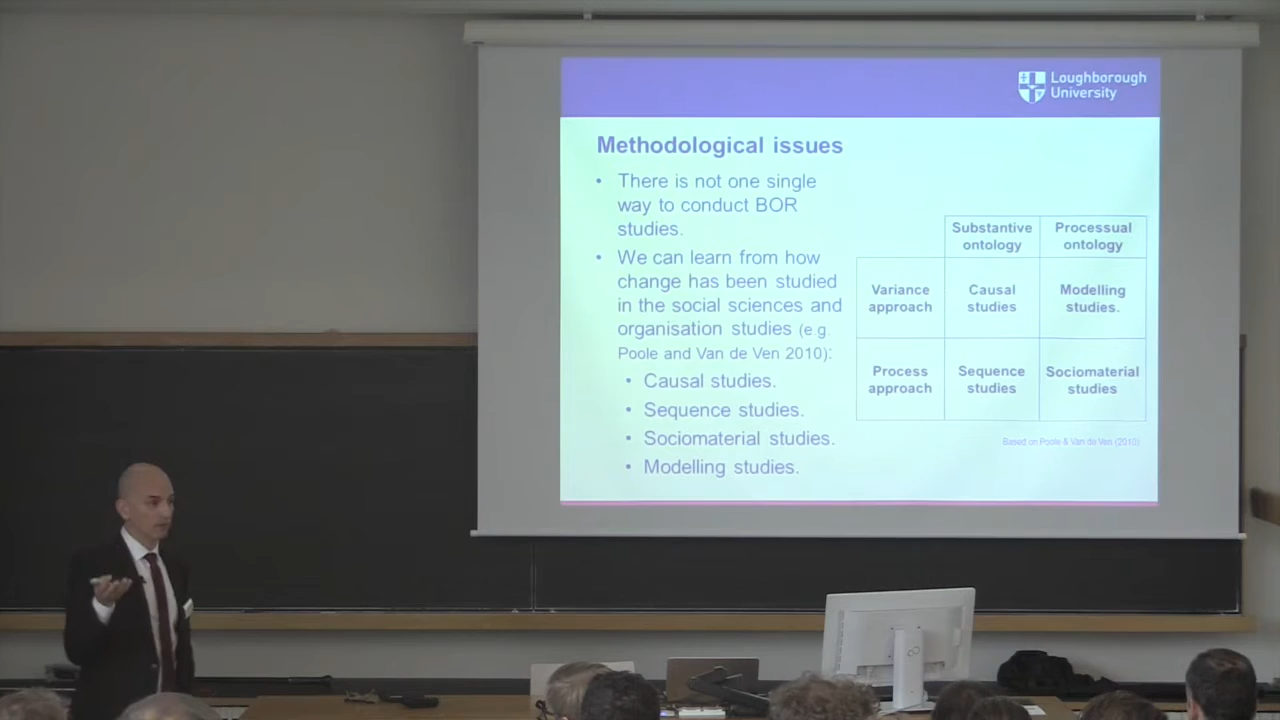 Loughborough
University
Methodological issues
• There is not one single
way to conduct BOR
studies.
• We can learn from how
change has been studied
in the social sciences and
organisation studies (e.g.
Poole and Van de Ven 2010):
• Causal studies.
• Sequence studies.
• Sociomaterial studies.
• Modelling studies.
Substantive
ontology
Processual
ontology
Variance
approach
Causal
studies
Modelling
studies.
Process
approach
Sequence
studies
Sociomaterial
studies
Based on Poole & Van de Ven (2010)